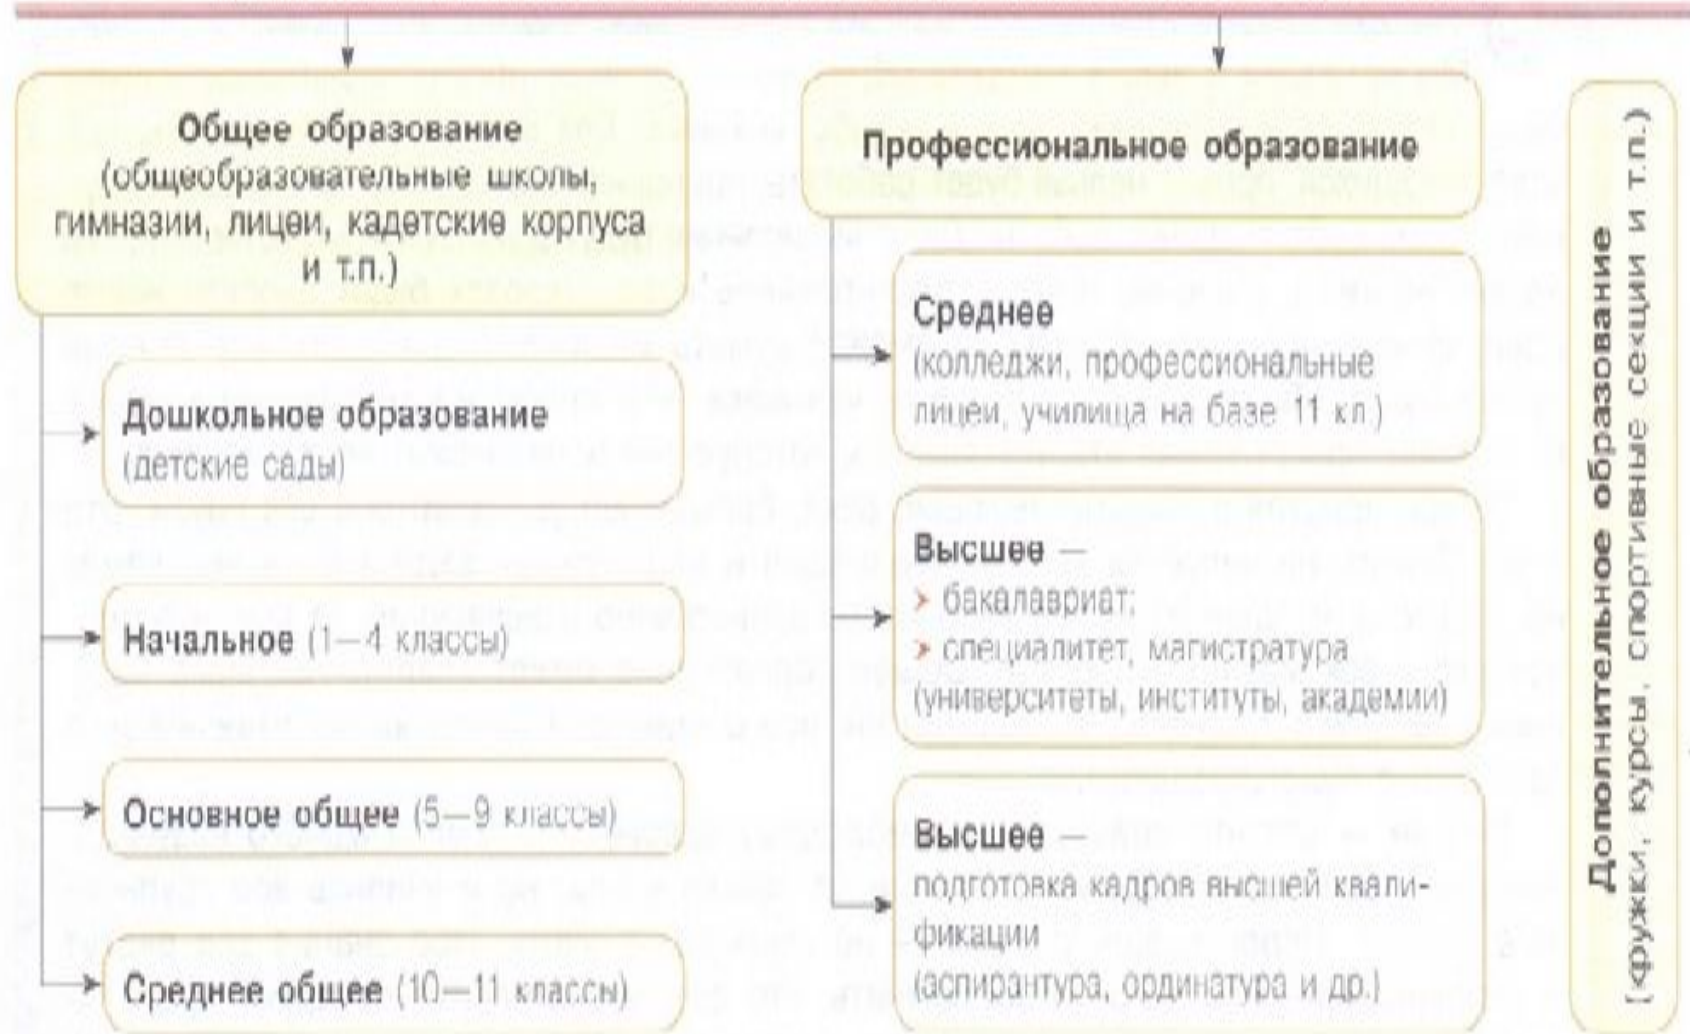 Общее образование
(общеобразовательные школы,
гимназии, лицеи, кадетские корпуса
и т.п.)
Дошкольное образование
(детские сады)
Начальное (1—4 классы)
Основное общее (5—9 классы)
Среднее общее (10—11 классы)
Профессиональное образование
Среднее
(колледжи, профессиональные
лицеи, училища на базе 11 кл.)
Высшее —
бакалавриат;
специалитет, магистратура
(университеты, институты, академии)
Высшее —
подготовка кадров высшей квали-
фикации
(аспирантура, ординатура и др.)
Дополнительное образование
(кружки, курсы, спортивные секции и т.п.)